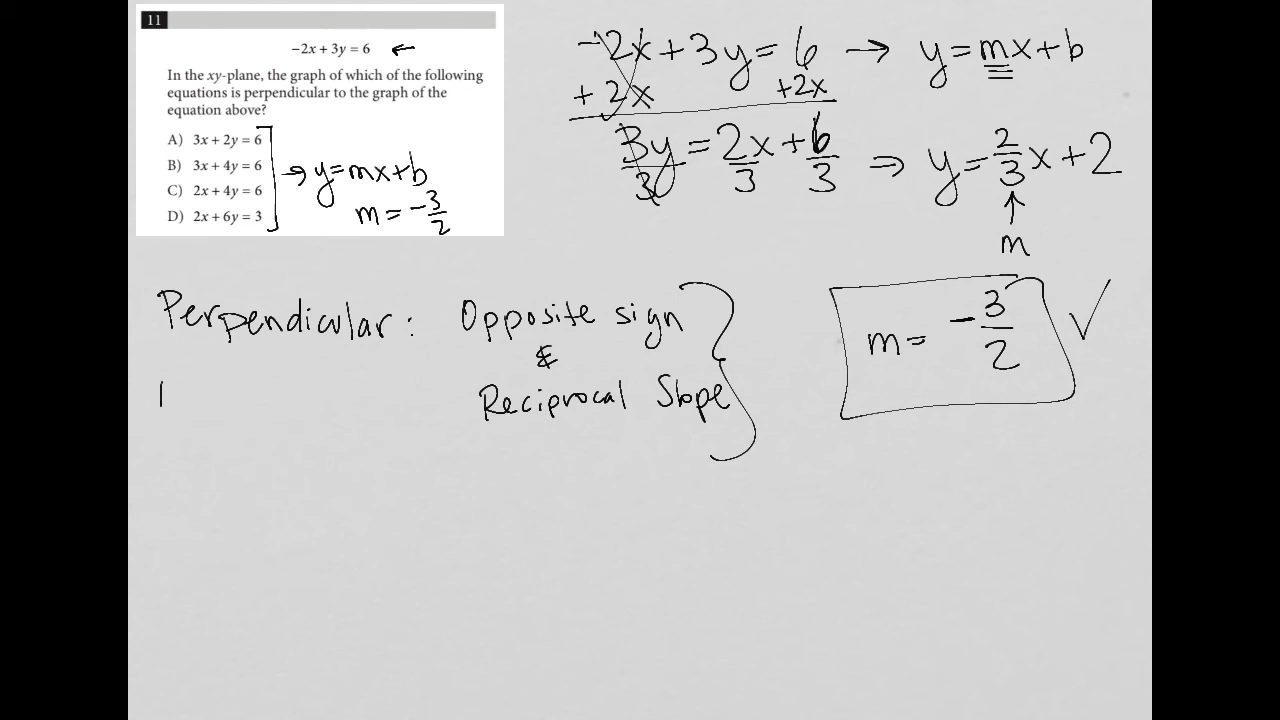 11
−2x + 3y = 6 ←
In the xy-plane, the graph of which of the following
equations is perpendicular to the graph of the
equation above?
A) 3x + 2y = 6
B) 3x + 4y = 6
C) 2x + 4y = 6
D) 2x + 6y = 3
→ y = mx + b
m = -3/2
-2x + 3y = 6 → y = mx + b
+ 2x +2x
3y/3 = 2x/3 + 6/3 ⇒ y = 2/3 x + 2
↑
m
Perpendicular: Opposite sign
&
Reciprocal Slope
m = -3/2 ✓